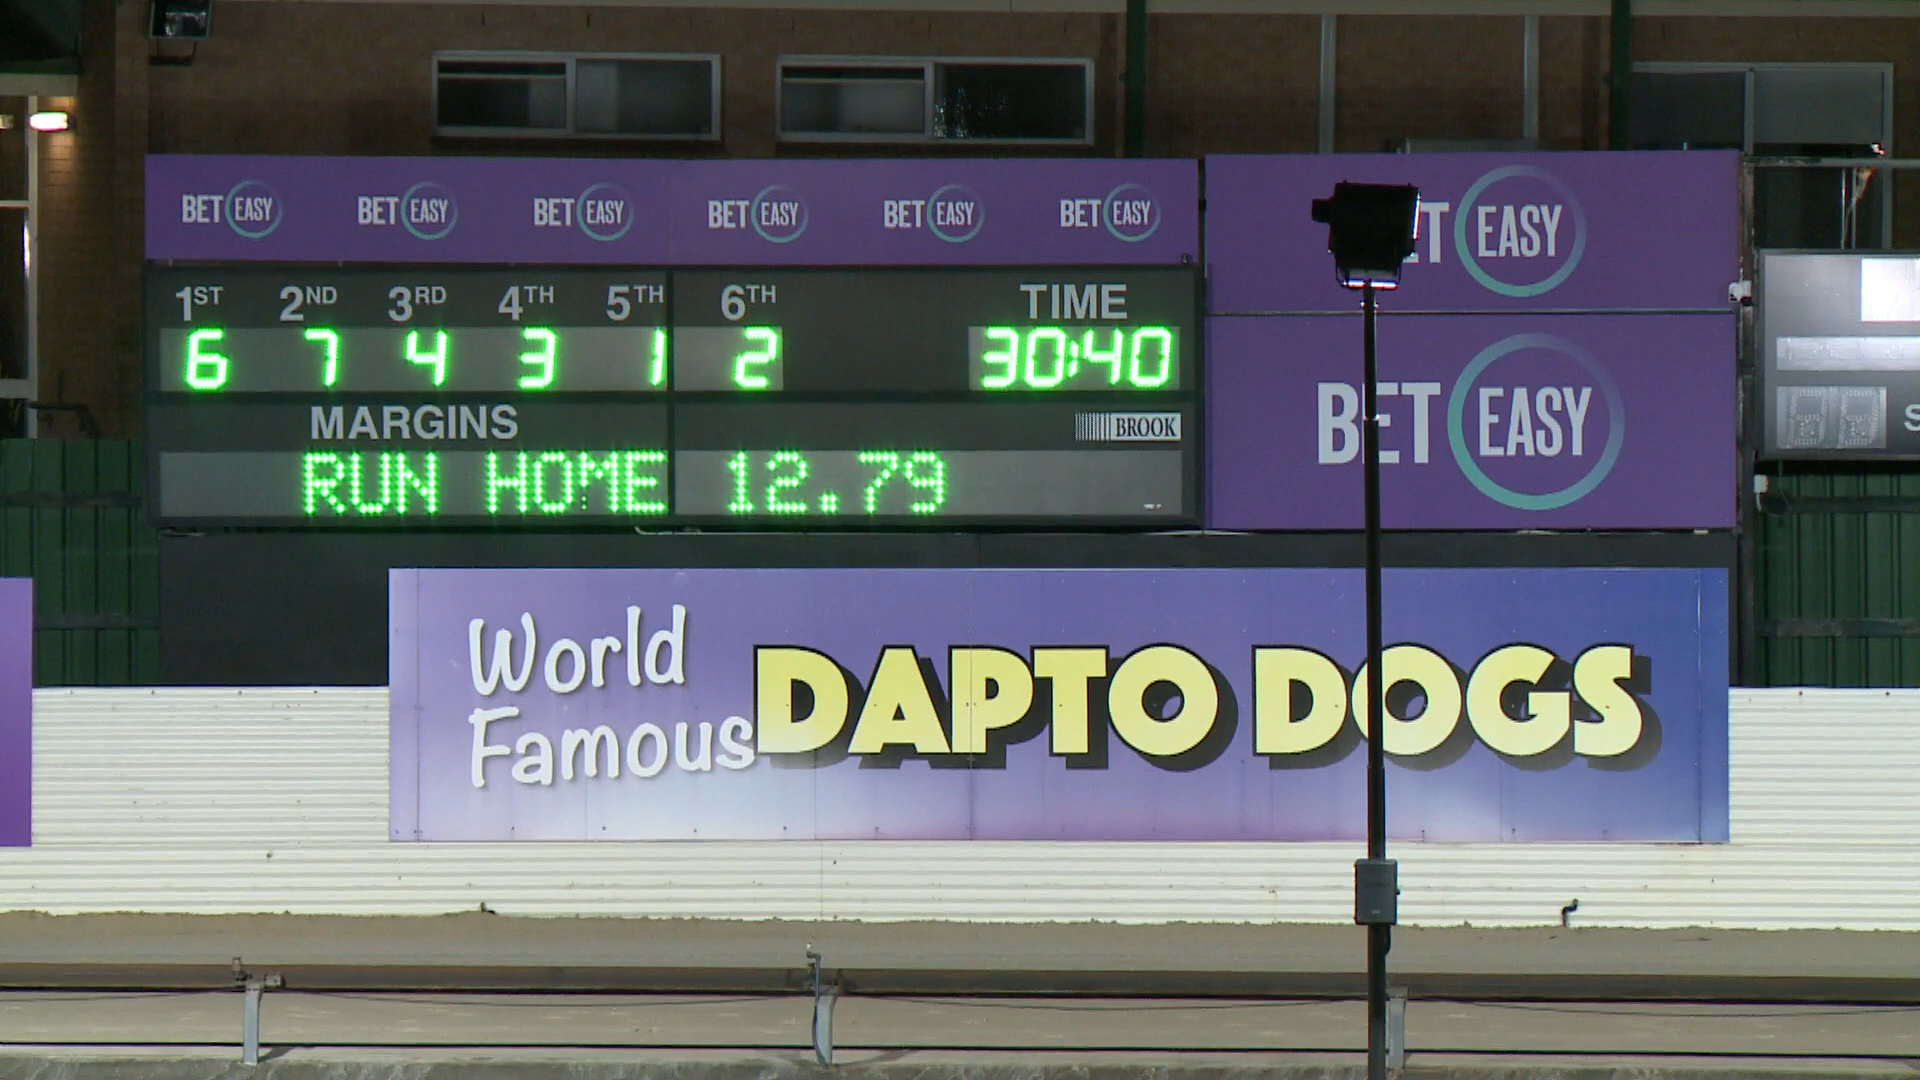 BET EASY BET EASY BET EASY BET EASY BET EASY BET EASY
EASY
1ST 2ND 3RD 4TH 5TH 6TH TIME
6 7 4 3 1 2 30:40
MARGINS BROOK
RUN HOME 12.79
BET EASY
World
Famous
DAPTO DOGS